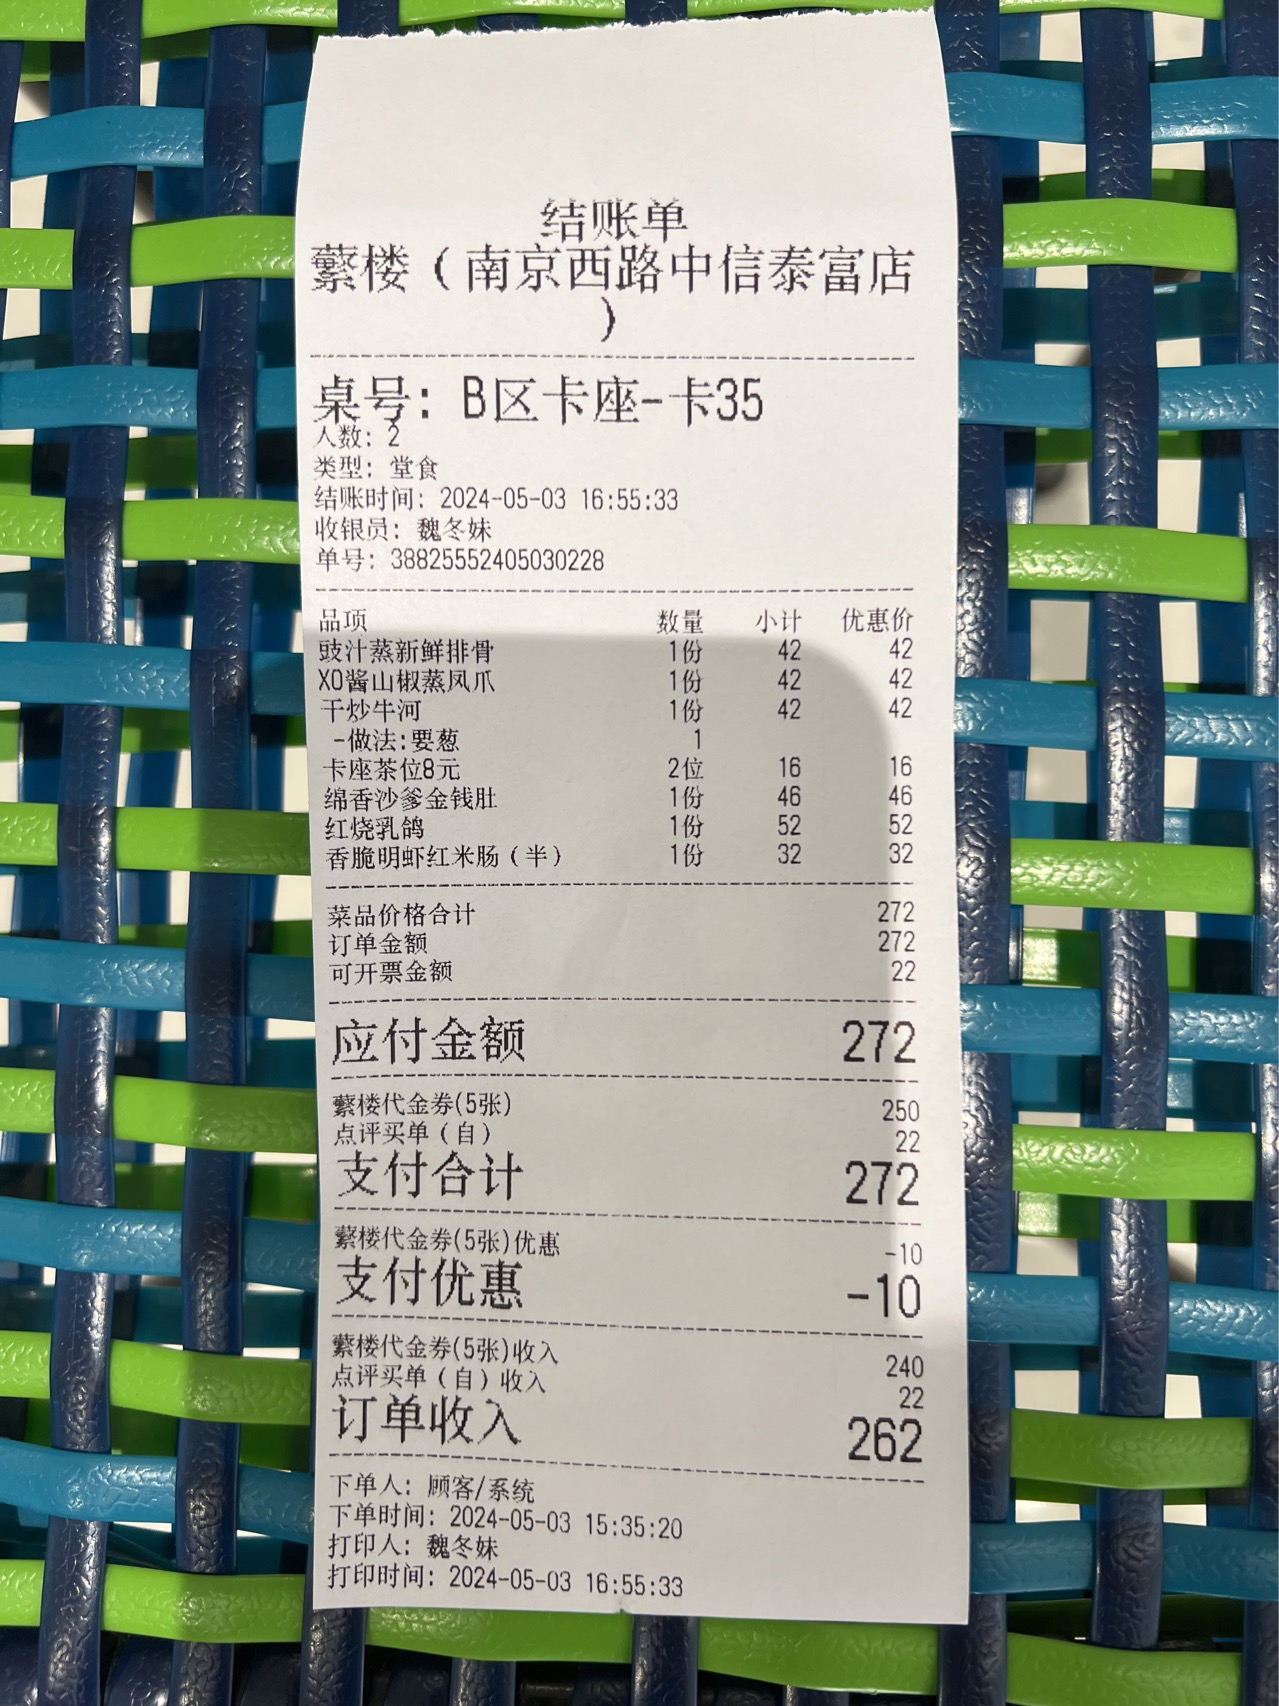 结账单
蘩楼（南京西路中信泰富店
）
桌号：B区卡座-卡35
人数：2
类型：堂食
结账时间：2024-05-03 16:55:33
收银员：魏冬妹
单号：38825552405030228
品项 数量 小计 优惠价
豉汁蒸新鲜排骨 1份 42 42
XO酱山椒蒸凤爪 1份 42 42
干炒牛河 1份 42 42
-做法:要葱 1
卡座茶位8元 2位 16 16
绵香沙爹金钱肚 1份 46 46
红烧乳鸽 1份 52 52
香脆明虾红米肠（半） 1份 32 32
菜品价格合计 272
订单金额 272
可开票金额 22
应付金额 272
蘩楼代金券(5张) 250
点评买单（自） 22
支付合计 272
蘩楼代金券(5张)优惠 -10
支付优惠 -10
蘩楼代金券(5张)收入 240
点评买单（自）收入 22
订单收入 262
下单人：顾客/系统
下单时间：2024-05-03 15:35:20
打印人：魏冬妹
打印时间：2024-05-03 16:55:33